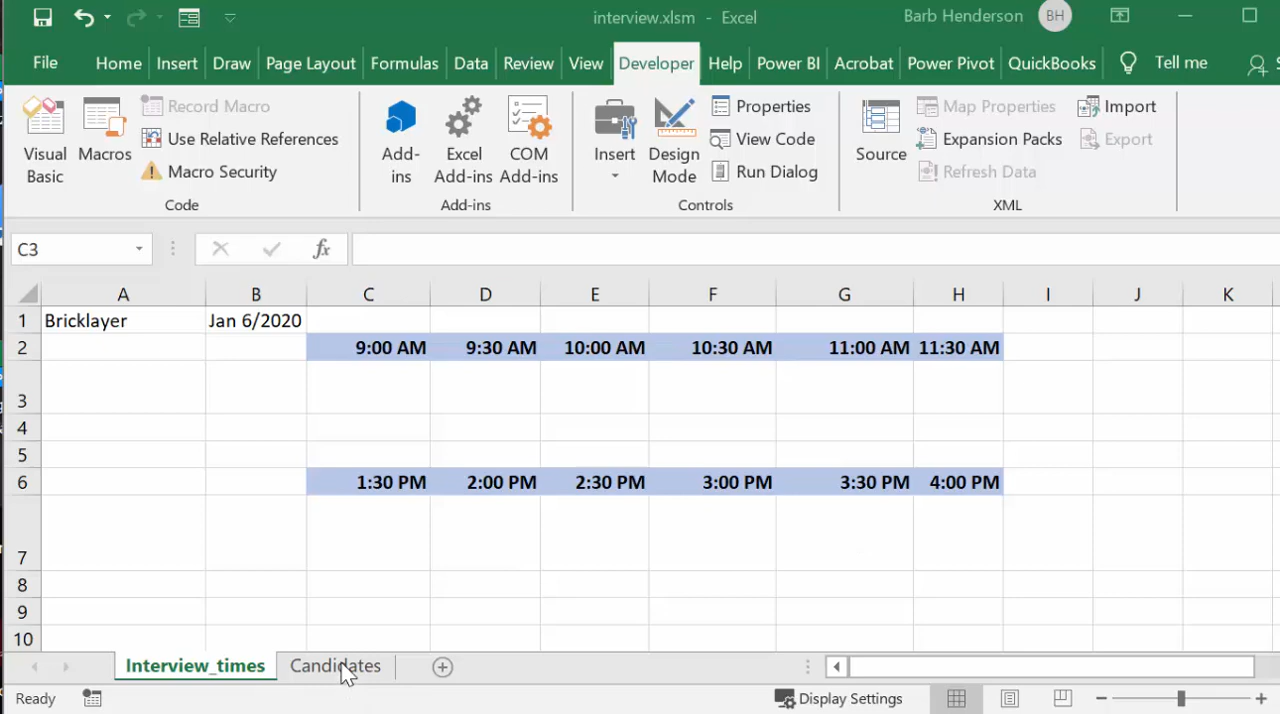 interview.xlsm - Excel
Barb Henderson BH
File Home Insert Draw Page Layout Formulas Data Review View Developer Help Power BI Acrobat Power Pivot QuickBooks Tell me
Record Macro
Use Relative References
Macro Security
Visual Basic
Macros
Code
Add-ins
Excel Add-ins
COM Add-ins
Add-ins
Insert
Design Mode
Properties
View Code
Run Dialog
Controls
Source
Map Properties
Expansion Packs
Refresh Data
Import
Export
XML
C3 fx
A B C D E F G H I J K
1 Bricklayer Jan 6/2020
2 9:00 AM 9:30 AM 10:00 AM 10:30 AM 11:00 AM 11:30 AM
3
4
5
6 1:30 PM 2:00 PM 2:30 PM 3:00 PM 3:30 PM 4:00 PM
7
8
9
10
Interview_times Candidates
Ready Display Settings